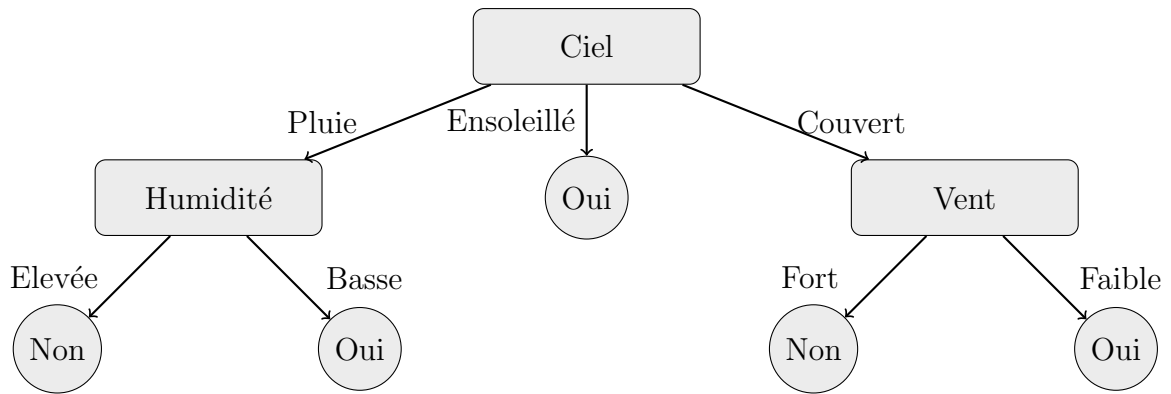 Ciel
Pluie
Ensoleillé
Couvert
Humidité
Oui
Vent
Elevée
Basse
Fort
Faible
Non
Oui
Non
Oui